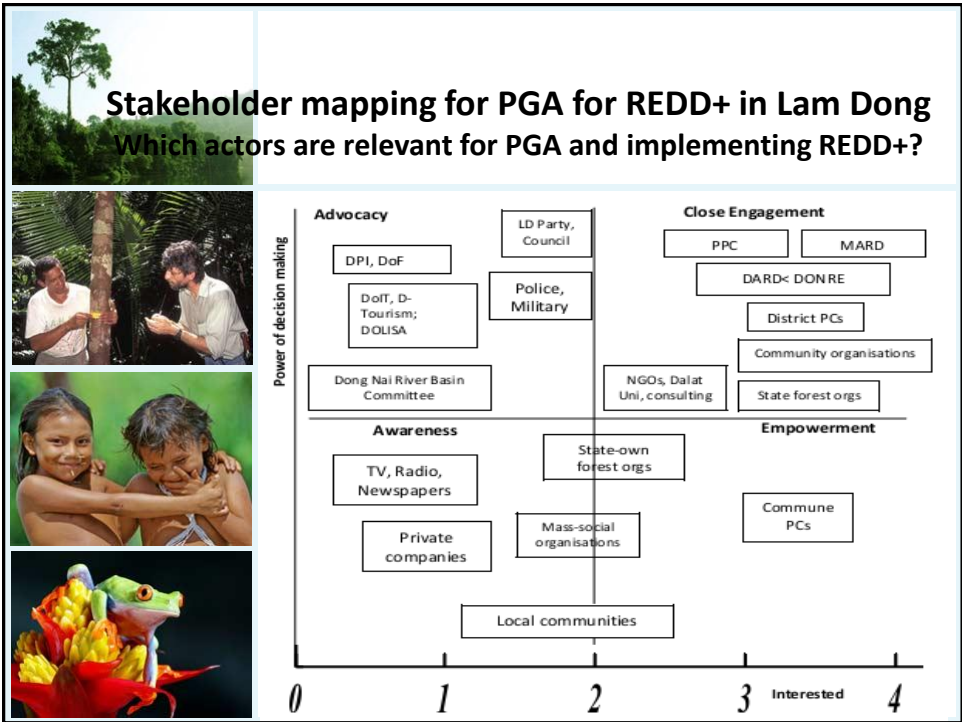 Stakeholder mapping for PGA for REDD+ in Lam Dong
Which actors are relevant for PGA and implementing REDD+?
Power of decision making
Advocacy
DPI, DoF
DoIT, D-
Tourism;
DOLISA
Dong Nai River Basin
Committee
LD Party,
Council
Police,
Military
Close Engagement
PPC
MARD
DARD< DONRE
District PCs
Community organisations
NGOs, Dalat
Uni, consulting
State forest orgs
Awareness
TV, Radio,
Newspapers
Private
companies
State-own
forest orgs
Mass-social
organisations
Local communities
Empowerment
Commune
PCs
0 1 2 3 Interested 4